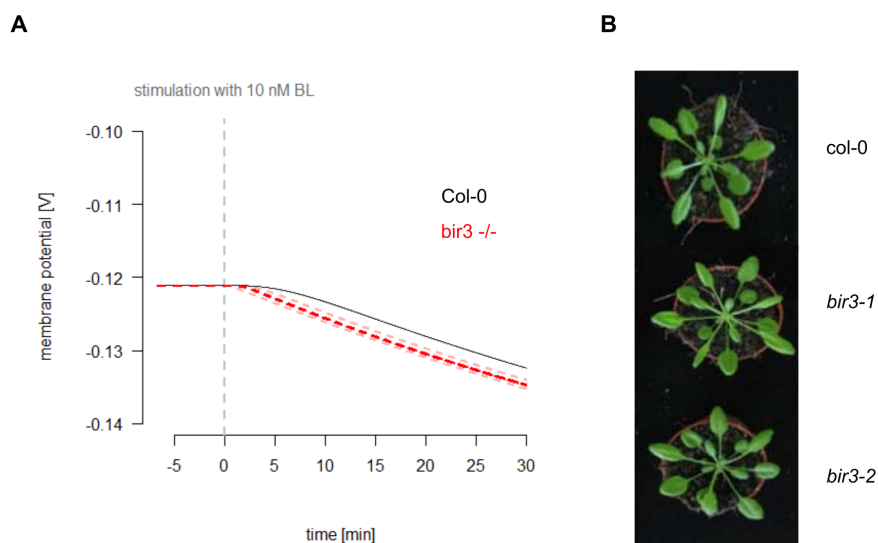 A
B
stimulation with 10 nM BL
membrane potential [V]
-0.10
-0.11
-0.12
-0.13
-0.14
Col-0
bir3 -/-
-5 0 5 10 15 20 25 30
time [min]
col-0
bir3-1
bir3-2